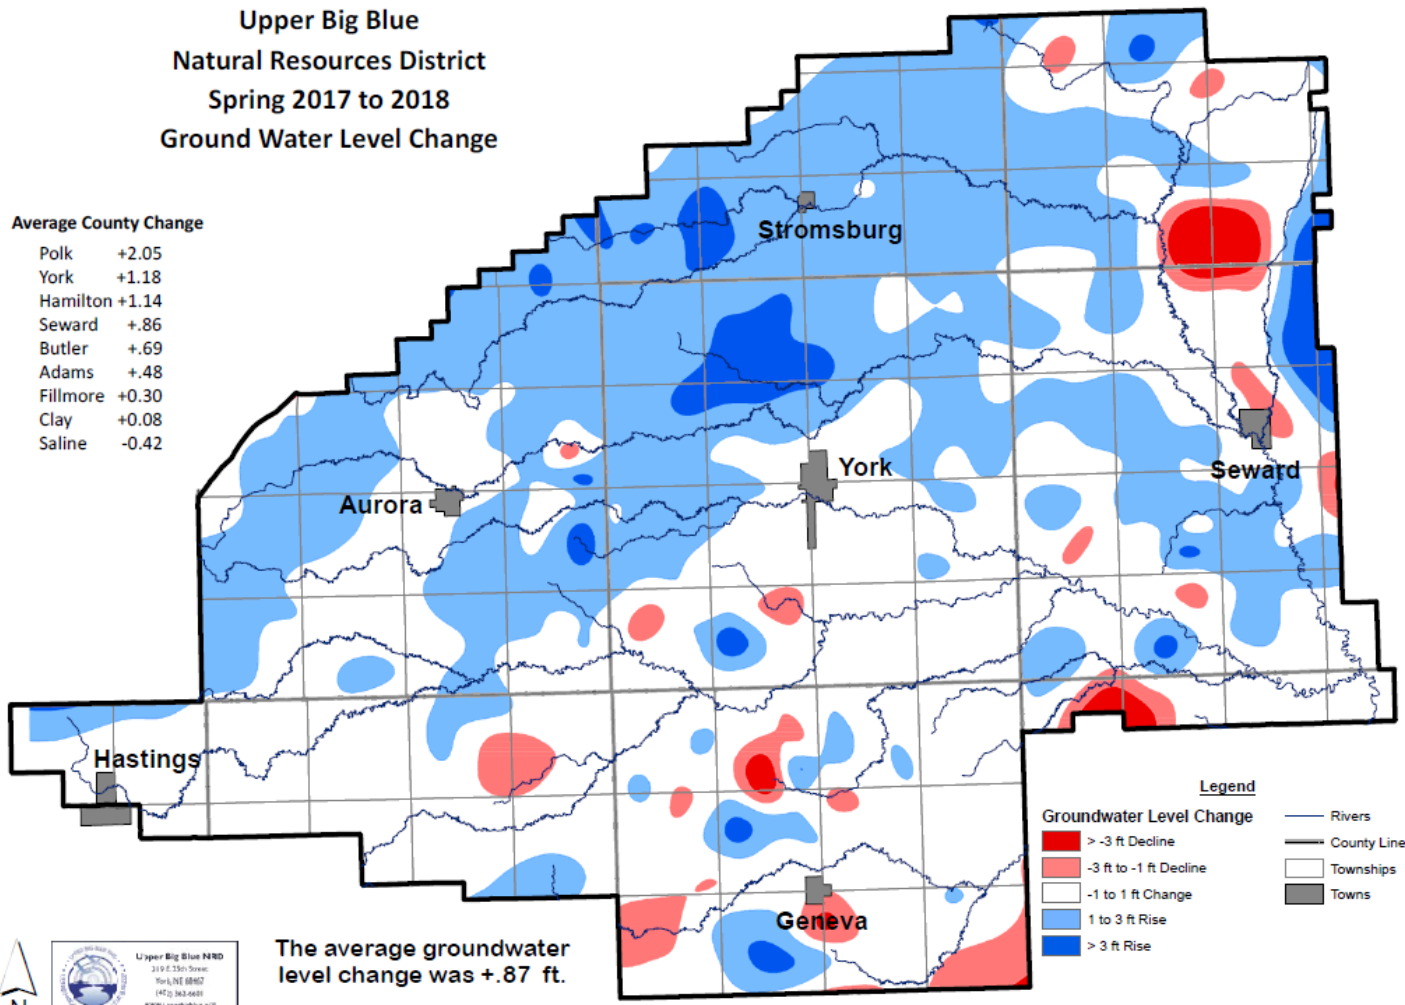 Upper Big Blue
Natural Resources District
Spring 2017 to 2018
Ground Water Level Change
Average County Change
Polk +2.05
York +1.18
Hamilton +1.14
Seward +.86
Butler +.69
Adams +.48
Fillmore +0.30
Clay +0.08
Saline -0.42
Stromsburg
York
Aurora
Seward
Hastings
Geneva
Legend
Groundwater Level Change
> -3 ft Decline
-3 ft to -1 ft Decline
-1 to 1 ft Change
1 to 3 ft Rise
> 3 ft Rise
Rivers
County Line
Townships
Towns
The average groundwater
level change was +.87 ft.
N
Upper Big Blue NRD
York, NE